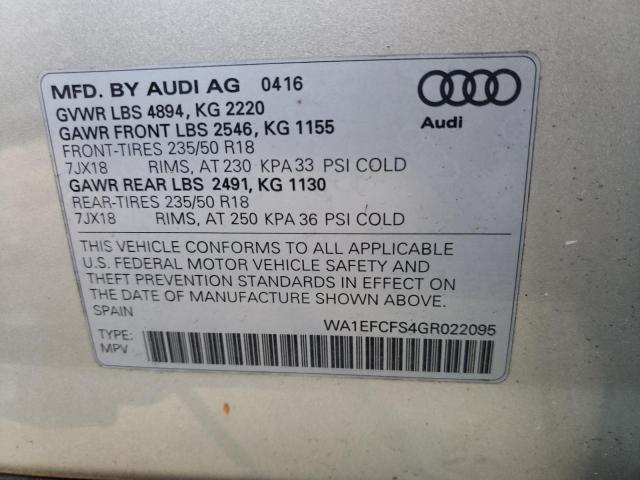 MFD. BY AUDI AG 0416
GVWR LBS 4894, KG 2220
GAWR FRONT LBS 2546, KG 1155
FRONT-TIRES 235/50 R18
7JX18 RIMS, AT 230 KPA 33 PSI COLD
GAWR REAR LBS 2491, KG 1130
REAR-TIRES 235/50 R18
7JX18 RIMS, AT 250 KPA 36 PSI COLD
Audi
THIS VEHICLE CONFORMS TO ALL APPLICABLE
U.S. FEDERAL MOTOR VEHICLE SAFETY AND
THEFT PREVENTION STANDARDS IN EFFECT ON
THE DATE OF MANUFACTURE SHOWN ABOVE.
SPAIN
WA1EFCFS4GR022095
TYPE:
MPV